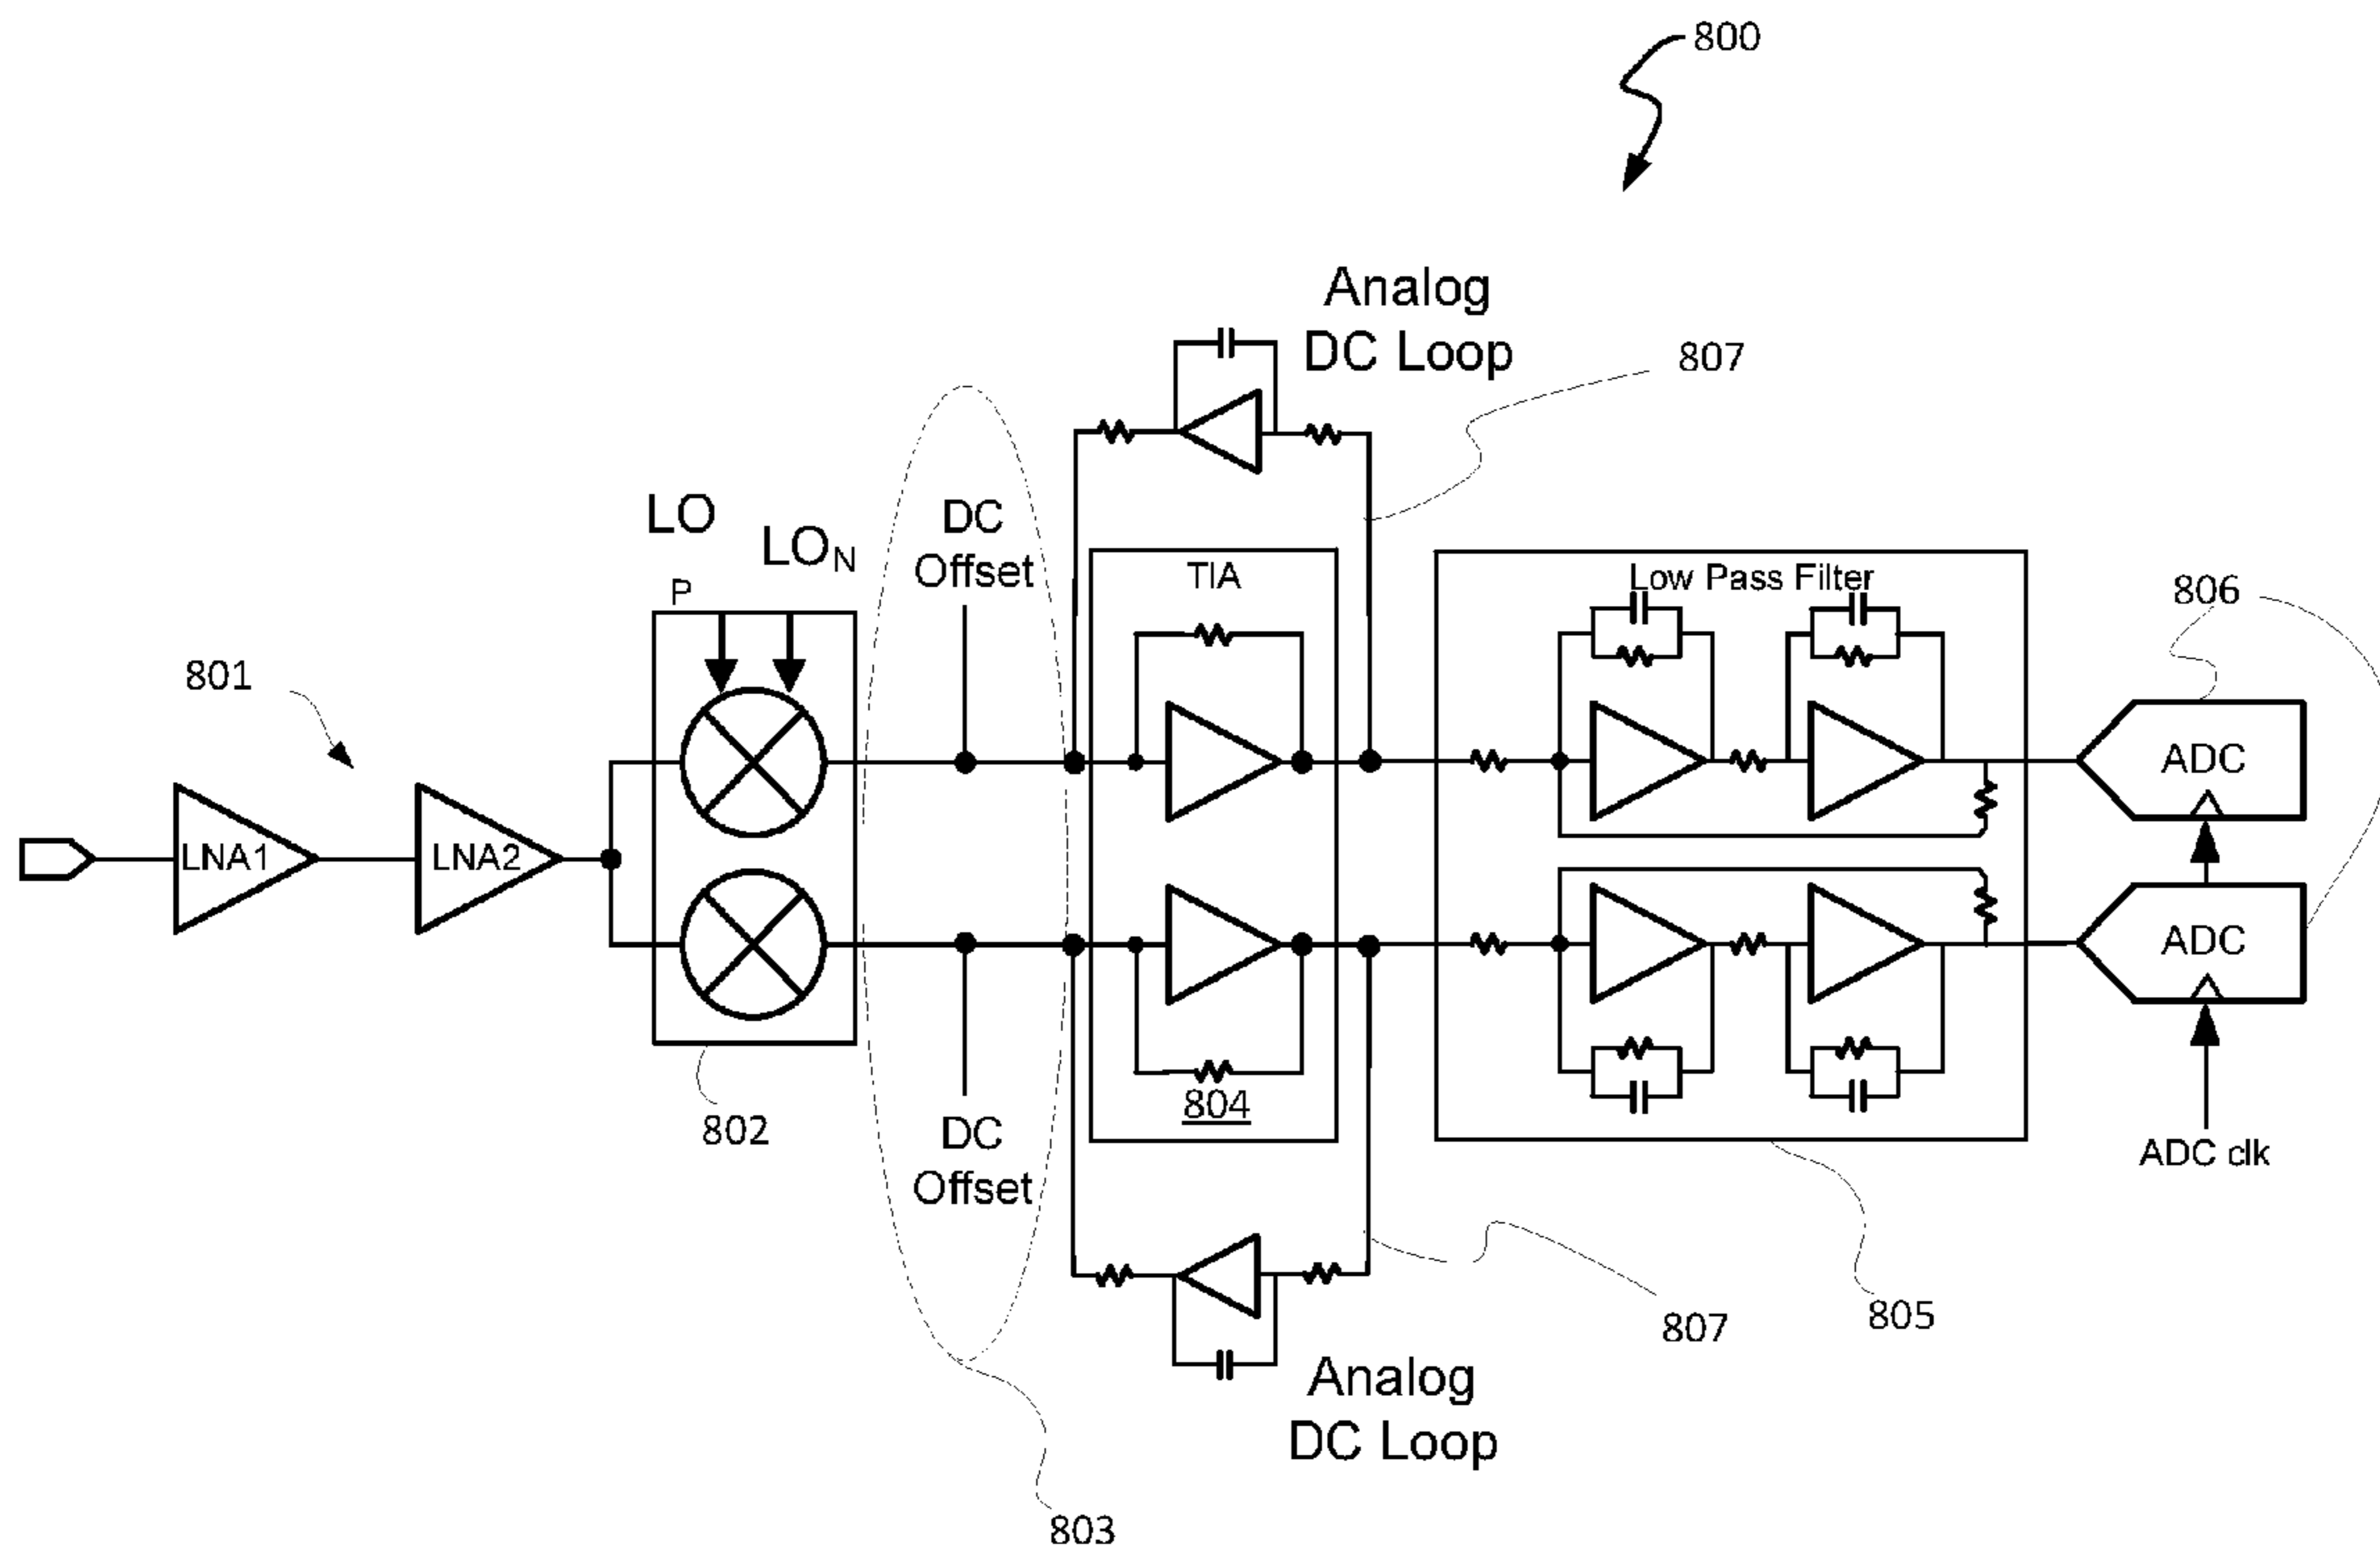 800
Analog
DC Loop
807
LO
LON
P
DC
Offset
TIA
Low Pass Filter
806
801
ADC
LNA1
LNA2
ADC
804
802
DC
Offset
ADC clk
807
805
Analog
DC Loop
803